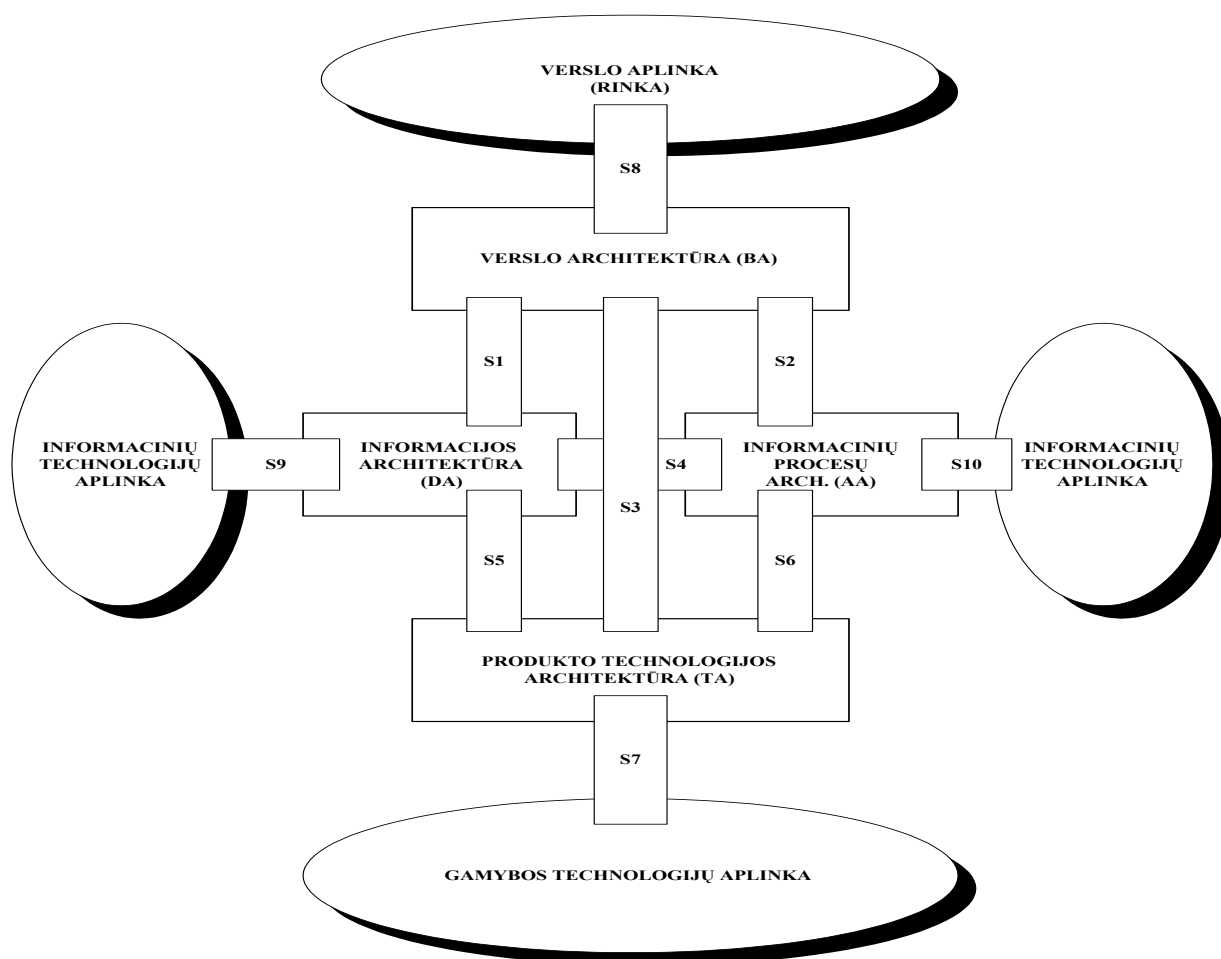 VERSLO APLINKA
(RINKA)
S8
VERSLO ARCHITEKTŪRA (BA)
S1
S2
INFORMACINIŲ
TECHNOLOGIJŲ
APLINKA
S9
INFORMACIJOS
ARCHITEKTŪRA
(DA)
S4
INFORMACINIŲ
PROCESŲ
ARCH. (AA)
S10
INFORMACINIŲ
TECHNOLOGIJŲ
APLINKA
S3
S5
S6
PRODUKTO TECHNOLOGIJOS
ARCHITEKTŪRA (TA)
S7
GAMYBOS TECHNOLOGIJŲ APLINKA